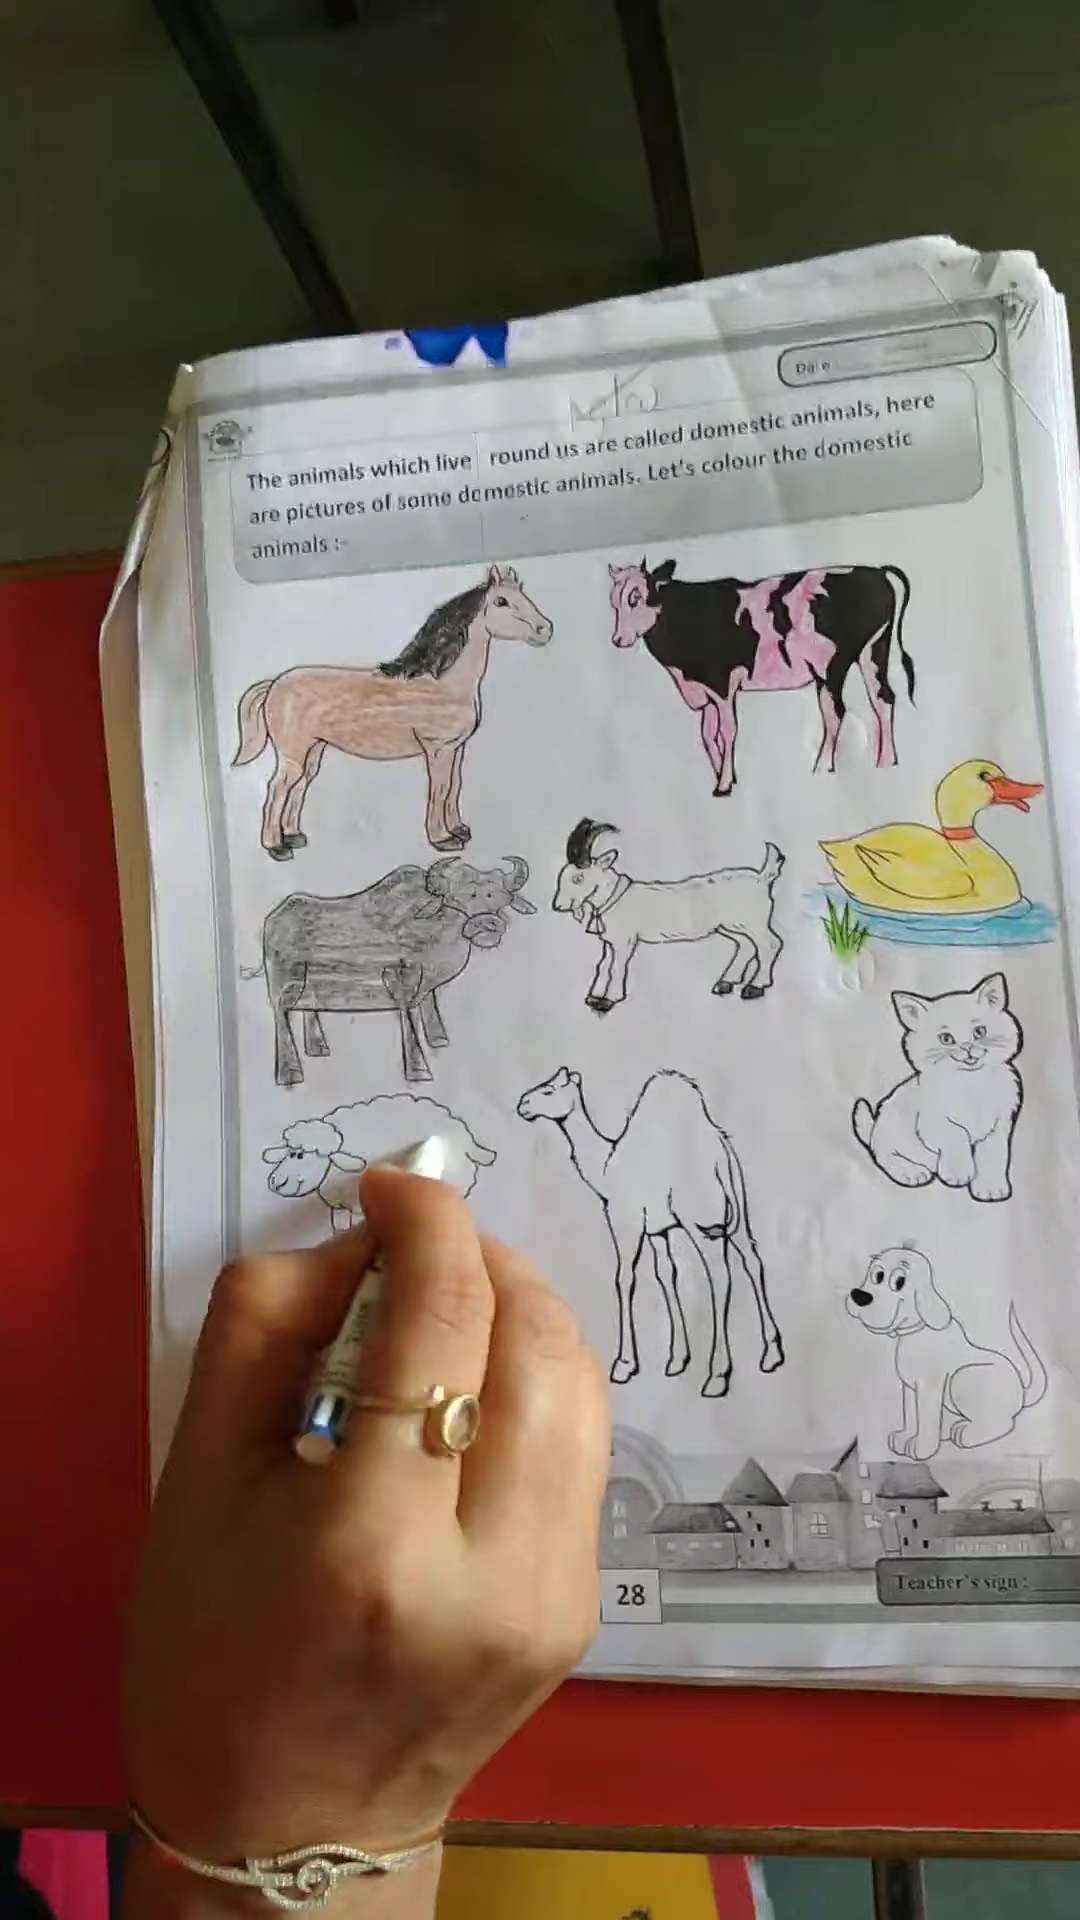 Date :
The animals which live round us are called domestic animals, here
are pictures of some domestic animals. Let's colour the domestic
animals :-
28
Teacher's sign :